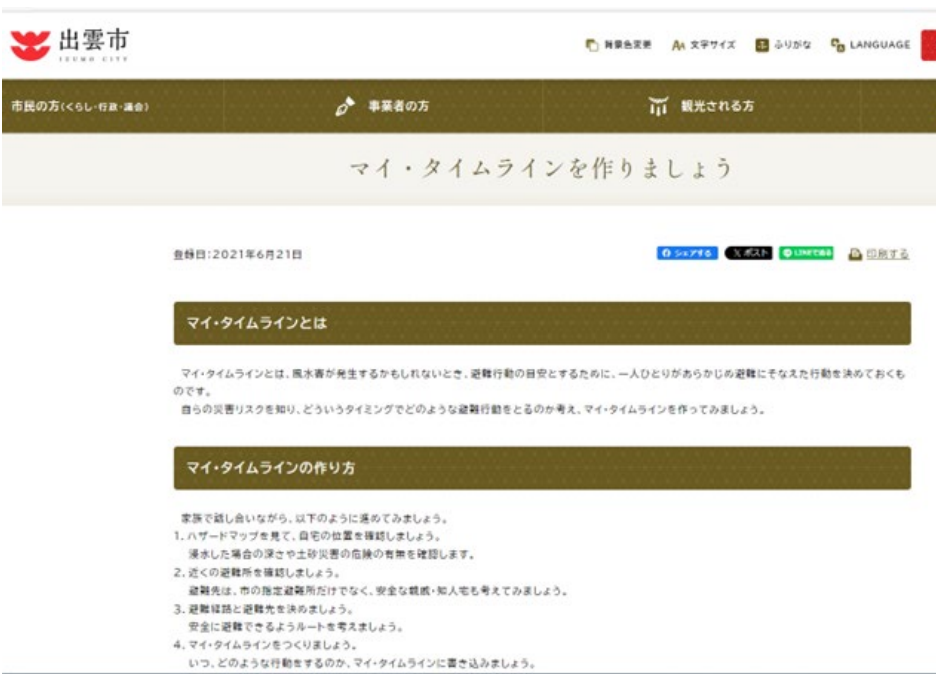 出雲市
IZUMO CITY
背景色変更 AA 文字サイズ ふりがな LANGUAGE
市民の方(くらし・行政・議会) 事業者の方 観光される方
マイ・タイムラインを作りましょう
登録日:2021年6月21日
シェアする ポスト LINEで送る 印刷する
マイ・タイムラインとは
マイ・タイムラインとは、風水害が発生するかもしれないとき、避難行動の目安とするために、一人ひとりがあらかじめ避難にそなえた行動を決めておくも
のです。
自らの災害リスクを知り、どういうタイミングでどのような避難行動をとるのか考え、マイ・タイムラインを作ってみましょう。
マイ・タイムラインの作り方
家族で話し合いながら、以下のように進めてみましょう。
1. ハザードマップを見て、自宅の位置を確認しましょう。
浸水した場合の深さや土砂災害の危険の有無を確認します。
2. 近くの避難所を確認しましょう。
避難先は、市の指定避難所だけでなく、安全な親戚・知人宅も考えてみましょう。
3. 避難経路と避難先を決めましょう。
安全に避難できるようルートを考えましょう。
4. マイ・タイムラインをつくりましょう。
いつ、どのような行動をするのか、マイ・タイムラインに書き込みましょう。